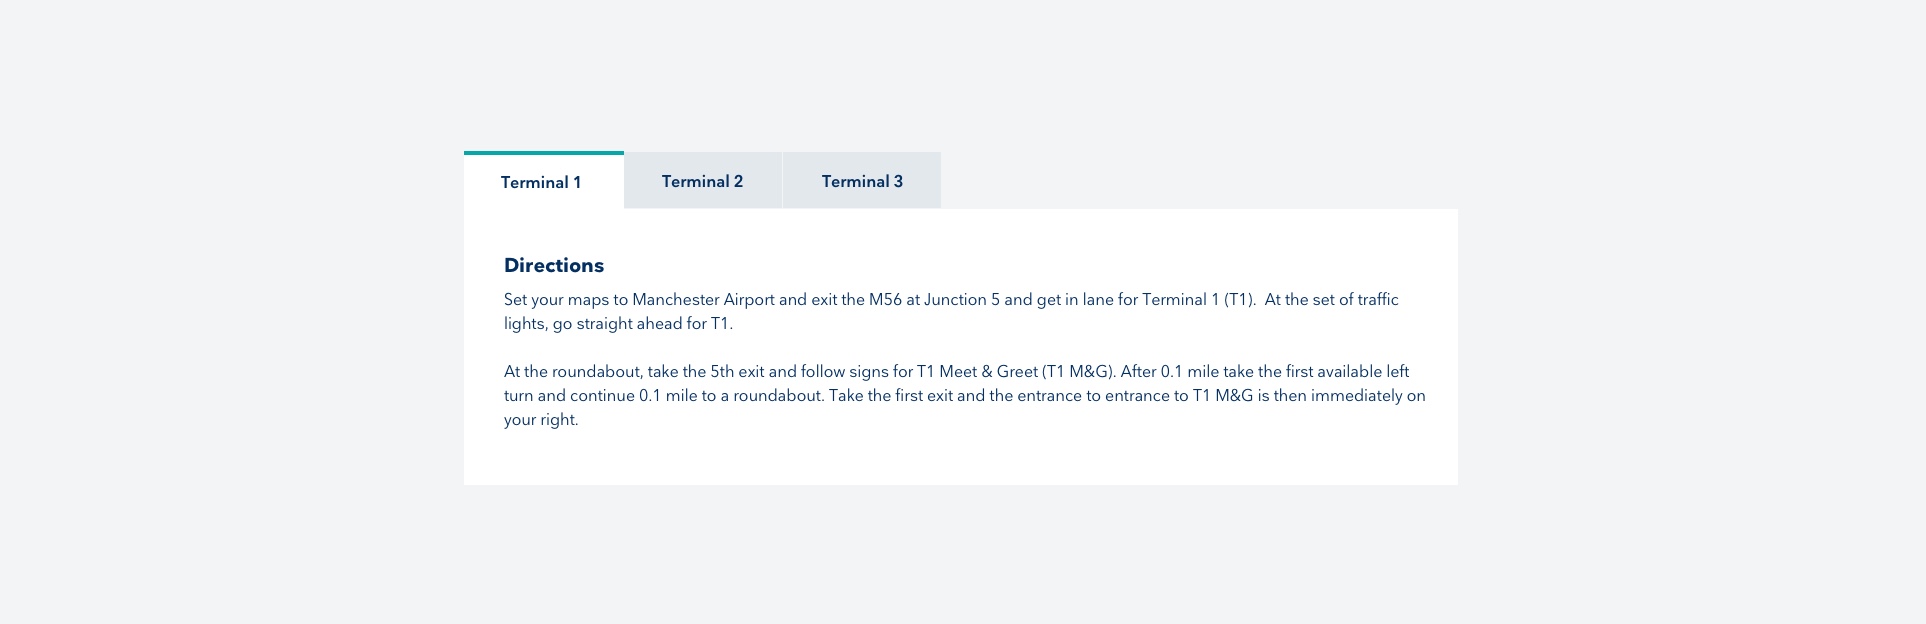 Terminal 1
Terminal 2
Terminal 3
Directions
Set your maps to Manchester Airport and exit the M56 at Junction 5 and get in lane for Terminal 1 (T1).  At the set of traffic
lights, go straight ahead for T1.
At the roundabout, take the 5th exit and follow signs for T1 Meet & Greet (T1 M&G). After 0.1 mile take the first available left
turn and continue 0.1 mile to a roundabout. Take the first exit and the entrance to entrance to T1 M&G is then immediately on
your right.